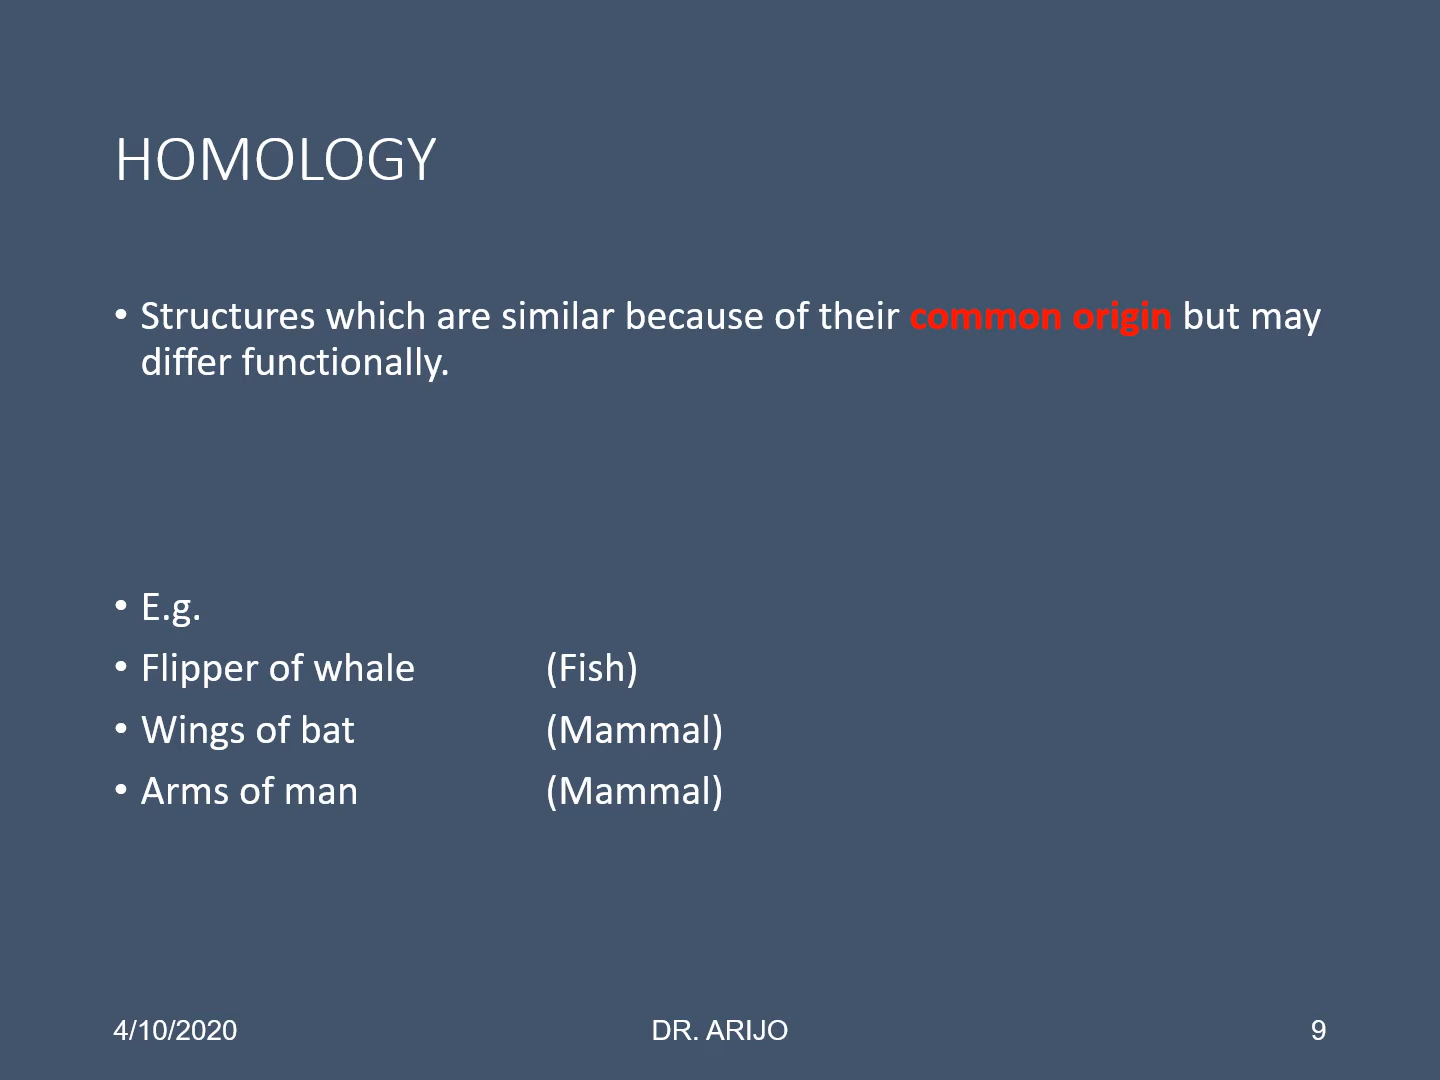 HOMOLOGY
• Structures which are similar because of their common origin but may
differ functionally.
• E.g.
• Flipper of whale (Fish)
• Wings of bat (Mammal)
• Arms of man (Mammal)
4/10/2020 DR. ARIJO 9